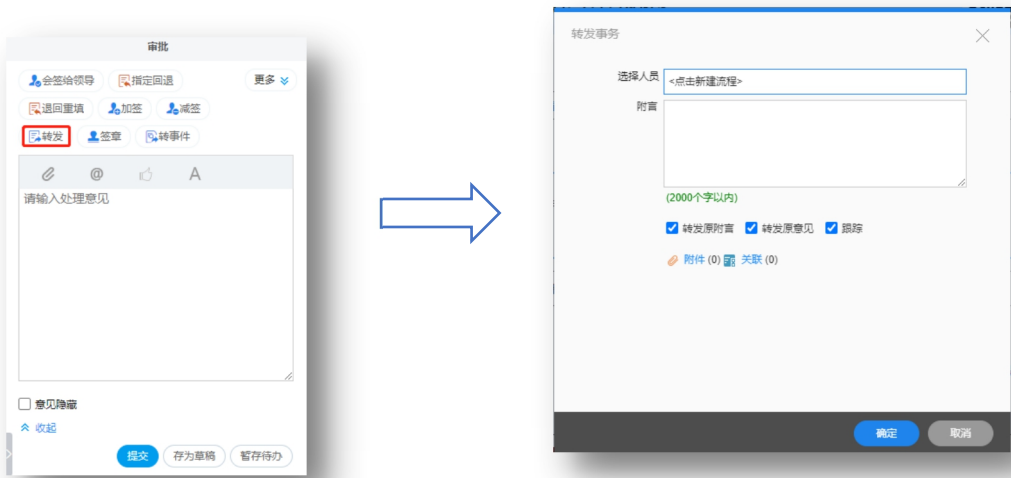 审批
会签给领导 指定回退 更多
退回重填 加签 减签
转发 签章 转事件
@ A
请输入处理意见
意见隐藏
收起
提交 存为草稿 暂存待办
转发事务
选择人员 <点击新建流程>
附言
(2000个字以内)
转发原附言 转发原意见 跟踪
附件 (0) 关联 (0)
确定 取消